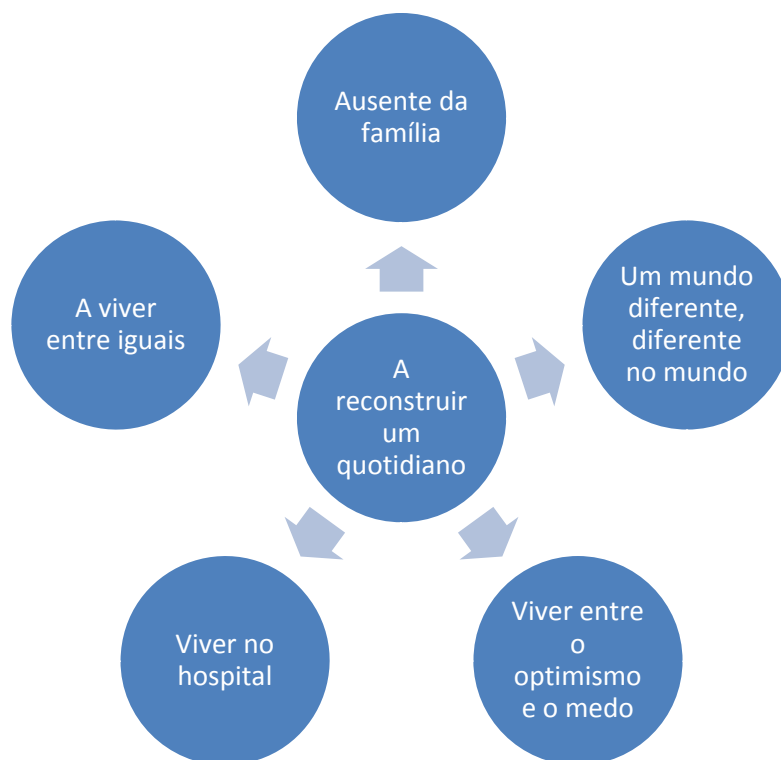 Ausente da
família
Um mundo
diferente,
diferente
no mundo
Viver entre
o
optimismo
e o medo
Viver no
hospital
A viver
entre iguais
A
reconstruir
um
quotidiano